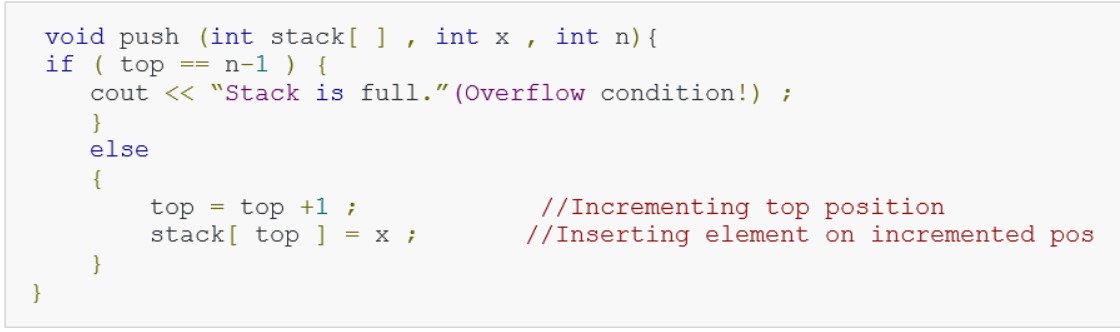 void push (int stack[ ] , int x , int n){
if ( top == n-1 ) {
cout << “Stack is full.”(Overflow condition!) ;
}
else
{
top = top +1 ; //Incrementing top position
stack[ top ] = x ; //Inserting element on incremented pos
}
}